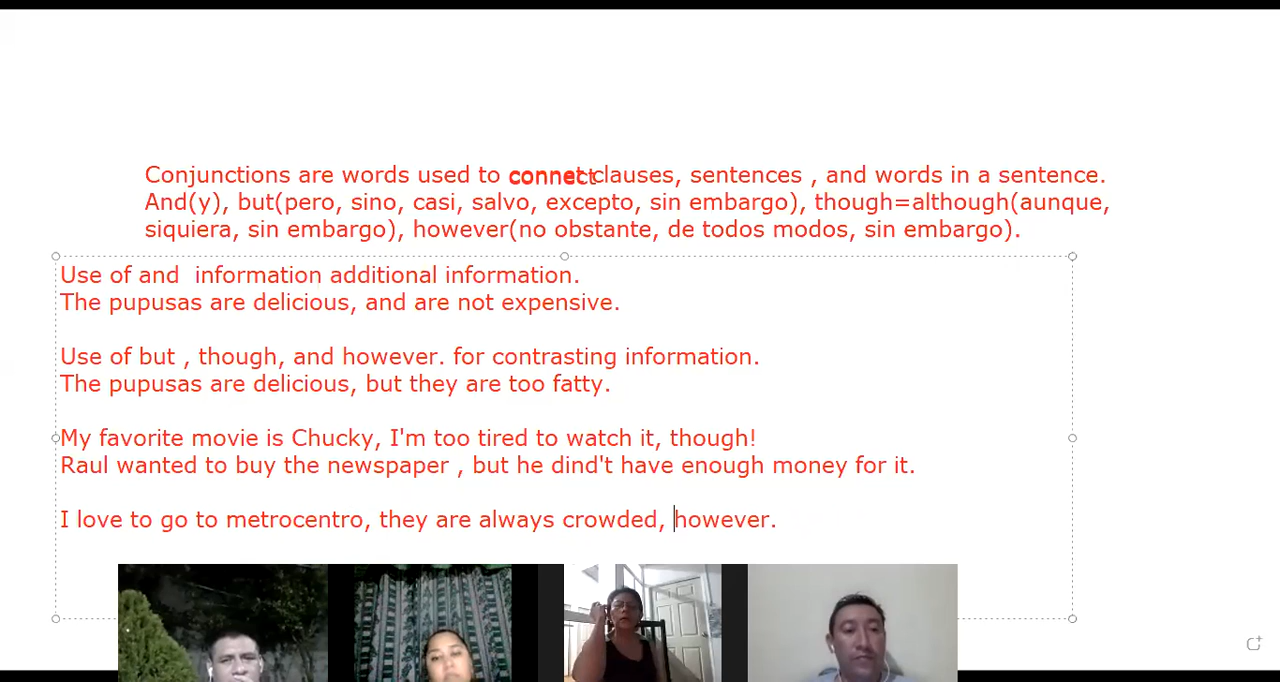 Conjunctions are words used to connect clauses, sentences , and words in a sentence.
And(y), but(pero, sino, casi, salvo, excepto, sin embargo), though=although(aunque,
siquiera, sin embargo), however(no obstante, de todos modos, sin embargo).
Use of and  information additional information.
The pupusas are delicious, and are not expensive.
Use of but , though, and however. for contrasting information.
The pupusas are delicious, but they are too fatty.
My favorite movie is Chucky, I'm too tired to watch it, though!
Raul wanted to buy the newspaper , but he dind't have enough money for it.
I love to go to metrocentro, they are always crowded, however.